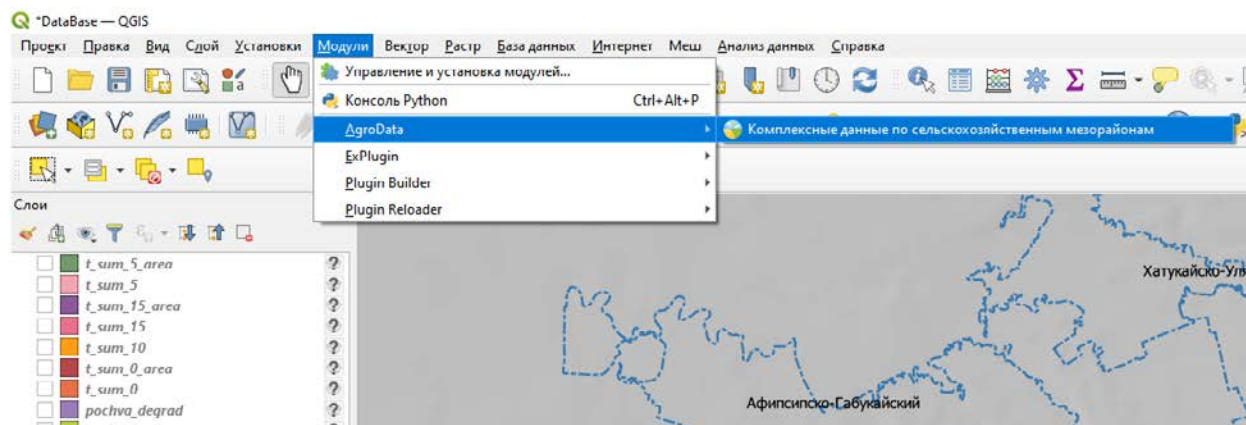 *DataBase — QGIS
Проект Правка Вид Слой Установки Модули Вектор Растр База данных Интернет Меш Анализ данных Справка
Управление и установка модулей...
Консоль Python Ctrl+Alt+P
AgroData Комплексные данные по сельскохозяйственным мезорайонам
ExPlugin
Plugin Builder
Plugin Reloader
Слои
t_sum_5_area ?
t_sum_5 ?
t_sum_15_area ?
t_sum_15 ?
t_sum_10 ?
t_sum_0_area ?
t_sum_0 ?
pochva_degrad ?
Хатукайско-Уля
Афипсипско-Габукайский